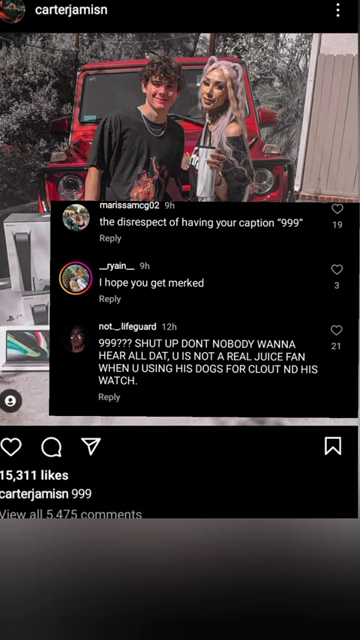 carterjamisn
marissamcg02 9h
the disrespect of having your caption “999”
19
Reply
__ryain__ 9h
I hope you get merked
3
Reply
not._.lifeguard 12h
999??? SHUT UP DONT NOBODY WANNA
HEAR ALL DAT, U IS NOT A REAL JUICE FAN
WHEN U USING HIS DOGS FOR CLOUT ND HIS
WATCH.
21
Reply
15,311 likes
carterjamisn 999
View all 5,475 comments